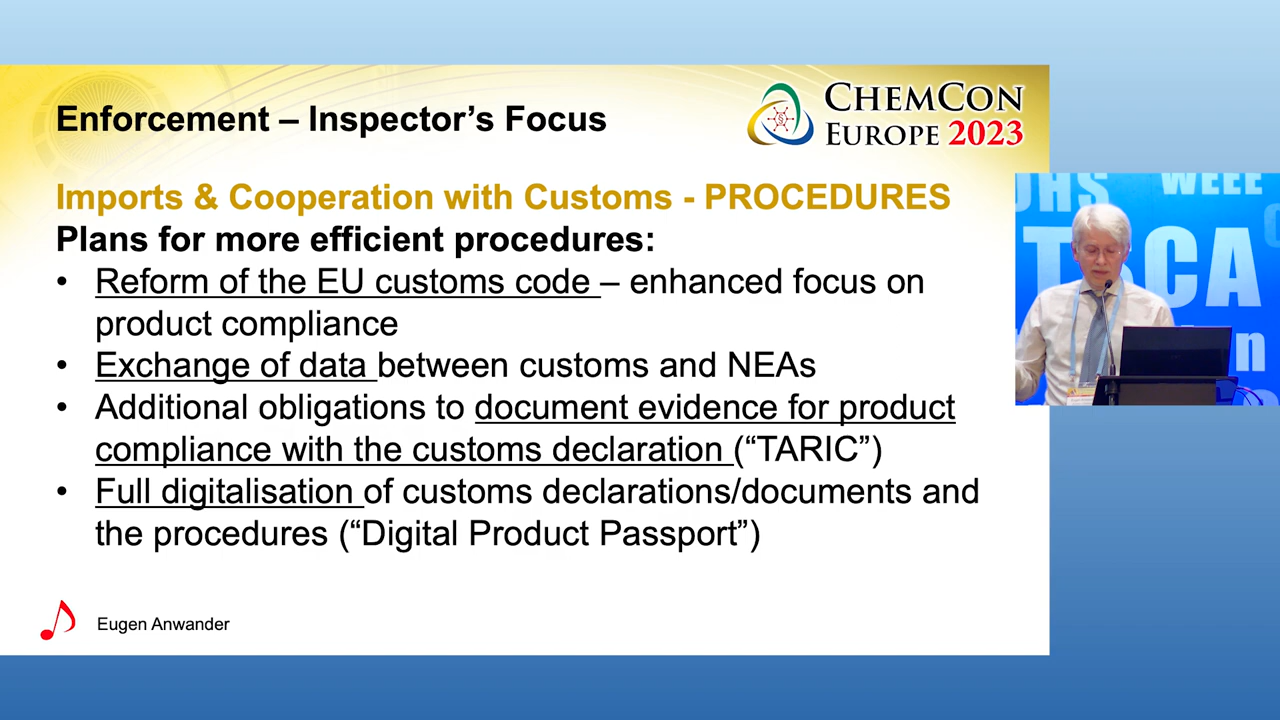 Enforcement – Inspector’s Focus
CHEMCON
EUROPE 2023
Imports & Cooperation with Customs - PROCEDURES
Plans for more efficient procedures:
• Reform of the EU customs code – enhanced focus on
product compliance
• Exchange of data between customs and NEAs
• Additional obligations to document evidence for product
compliance with the customs declaration (“TARIC”)
• Full digitalisation of customs declarations/documents and
the procedures (“Digital Product Passport”)
Eugen Anwander
WEEE